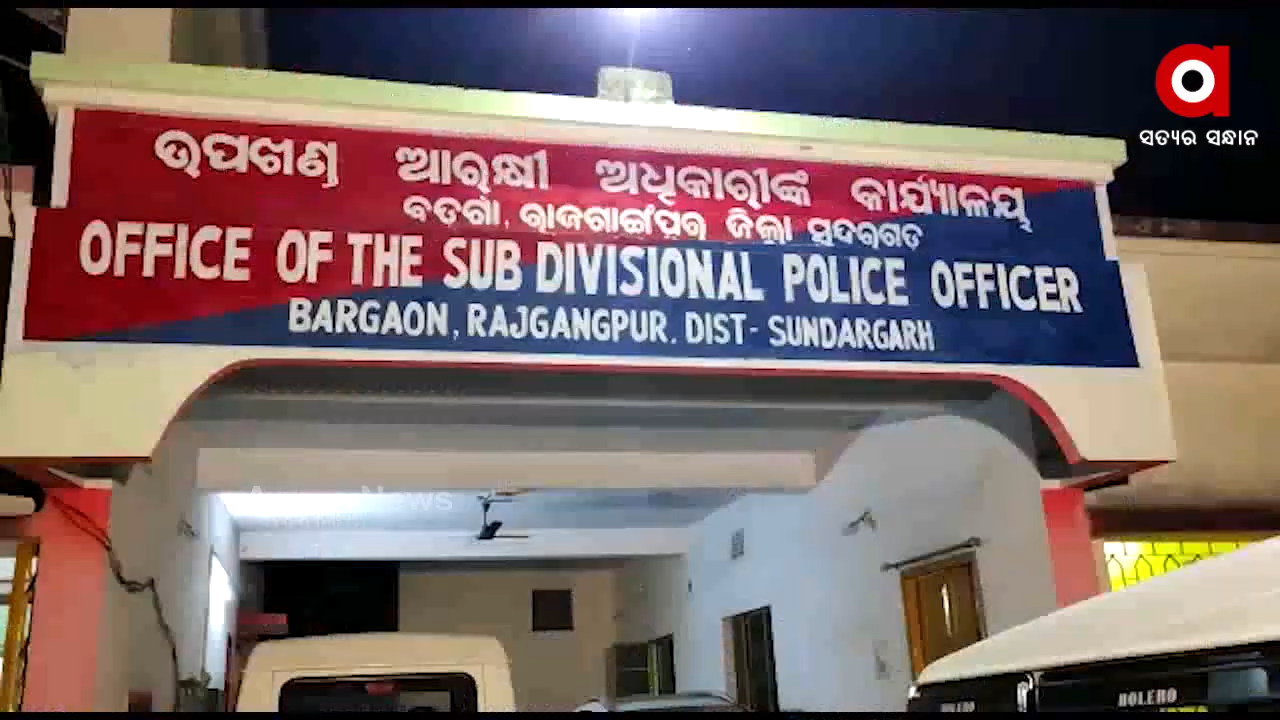 ସତ୍ୟର ସନ୍ଧାନ
ଉପଖଣ୍ଡ ଆରକ୍ଷୀ ଅଧିକାରୀଙ୍କ କାର୍ଯ୍ୟାଳୟ
ବଡଗାଁ, ରାଜଗାଙ୍ଗପୁର ଜିଲ୍ଲା ସୁନ୍ଦରଗଡ଼
OFFICE OF THE SUB DIVISIONAL POLICE OFFICER
BARGAON, RAJGANGPUR. DIST- SUNDARGARH
News
BOLERO